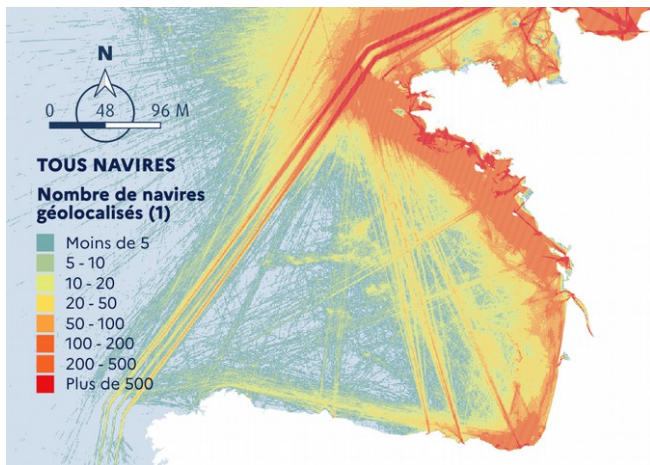 N
0 48 96 M
TOUS NAVIRES
Nombre de navires
géolocalisés (1)
Moins de 5
5 - 10
10 - 20
20 - 50
50 - 100
100 - 200
200 - 500
Plus de 500